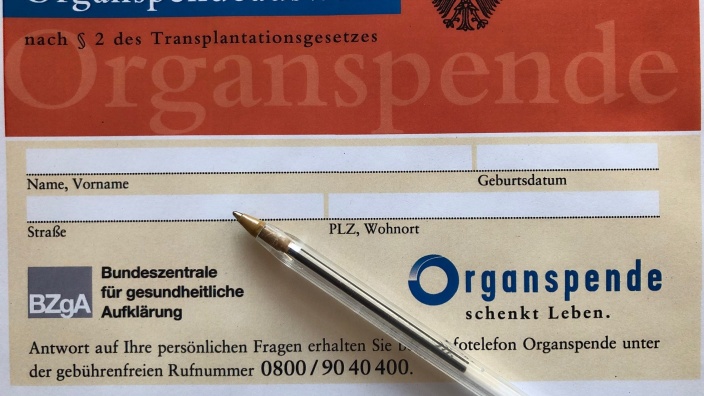 Organspendeausweis
nach § 2 des Transplantationsgesetzes
Organspende
Name, Vorname
Geburtsdatum
Straße
PLZ, Wohnort
BZgA
Bundeszentrale
für gesundheitliche
Aufklärung
Organspende
schenkt Leben.
Antwort auf Ihre persönlichen Fragen erhalten Sie fotelefon Organspende unter
der gebührenfreien Rufnummer 0800 / 90 40 400.